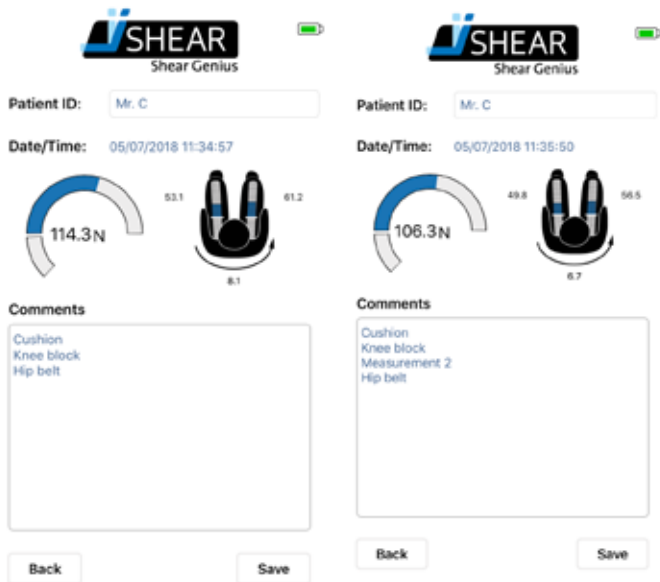 SHEAR
Shear Genius
Patient ID: Mr. C
Date/Time: 05/07/2018 11:34:57
53.1
61.2
114.3N
8.1
Comments
Cushion
Knee block
Hip belt
Back
Save
SHEAR
Shear Genius
Patient ID: Mr. C
Date/Time: 05/07/2018 11:35:50
49.8
56.5
106.3N
6.7
Comments
Cushion
Knee block
Measurement 2
Hip belt
Back
Save